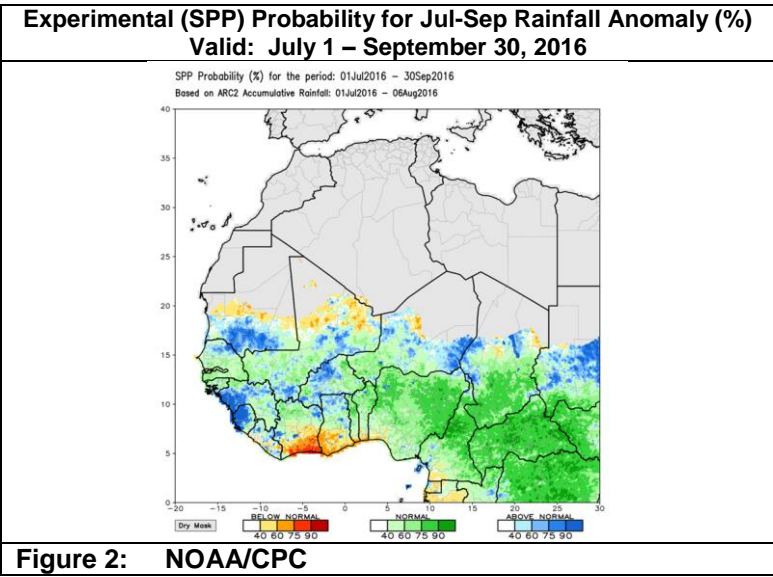 Experimental (SPP) Probability for Jul-Sep Rainfall Anomaly (%)
Valid: July 1 – September 30, 2016
SPP Probability (%) for the period: 01Jul2016 – 30Sep2016
Based on ARC2 Accumulative Rainfall: 01Jul2016 – 06Aug2016
40
35
30
25
20
15
10
5
0
-20 -15 -10 -5 0 5 10 15 20 25 30
Dry Mask
BELOW NORMAL NORMAL ABOVE NORMAL
40 60 75 90 40 60 75 90 40 60 75 90
Figure 2: NOAA/CPC